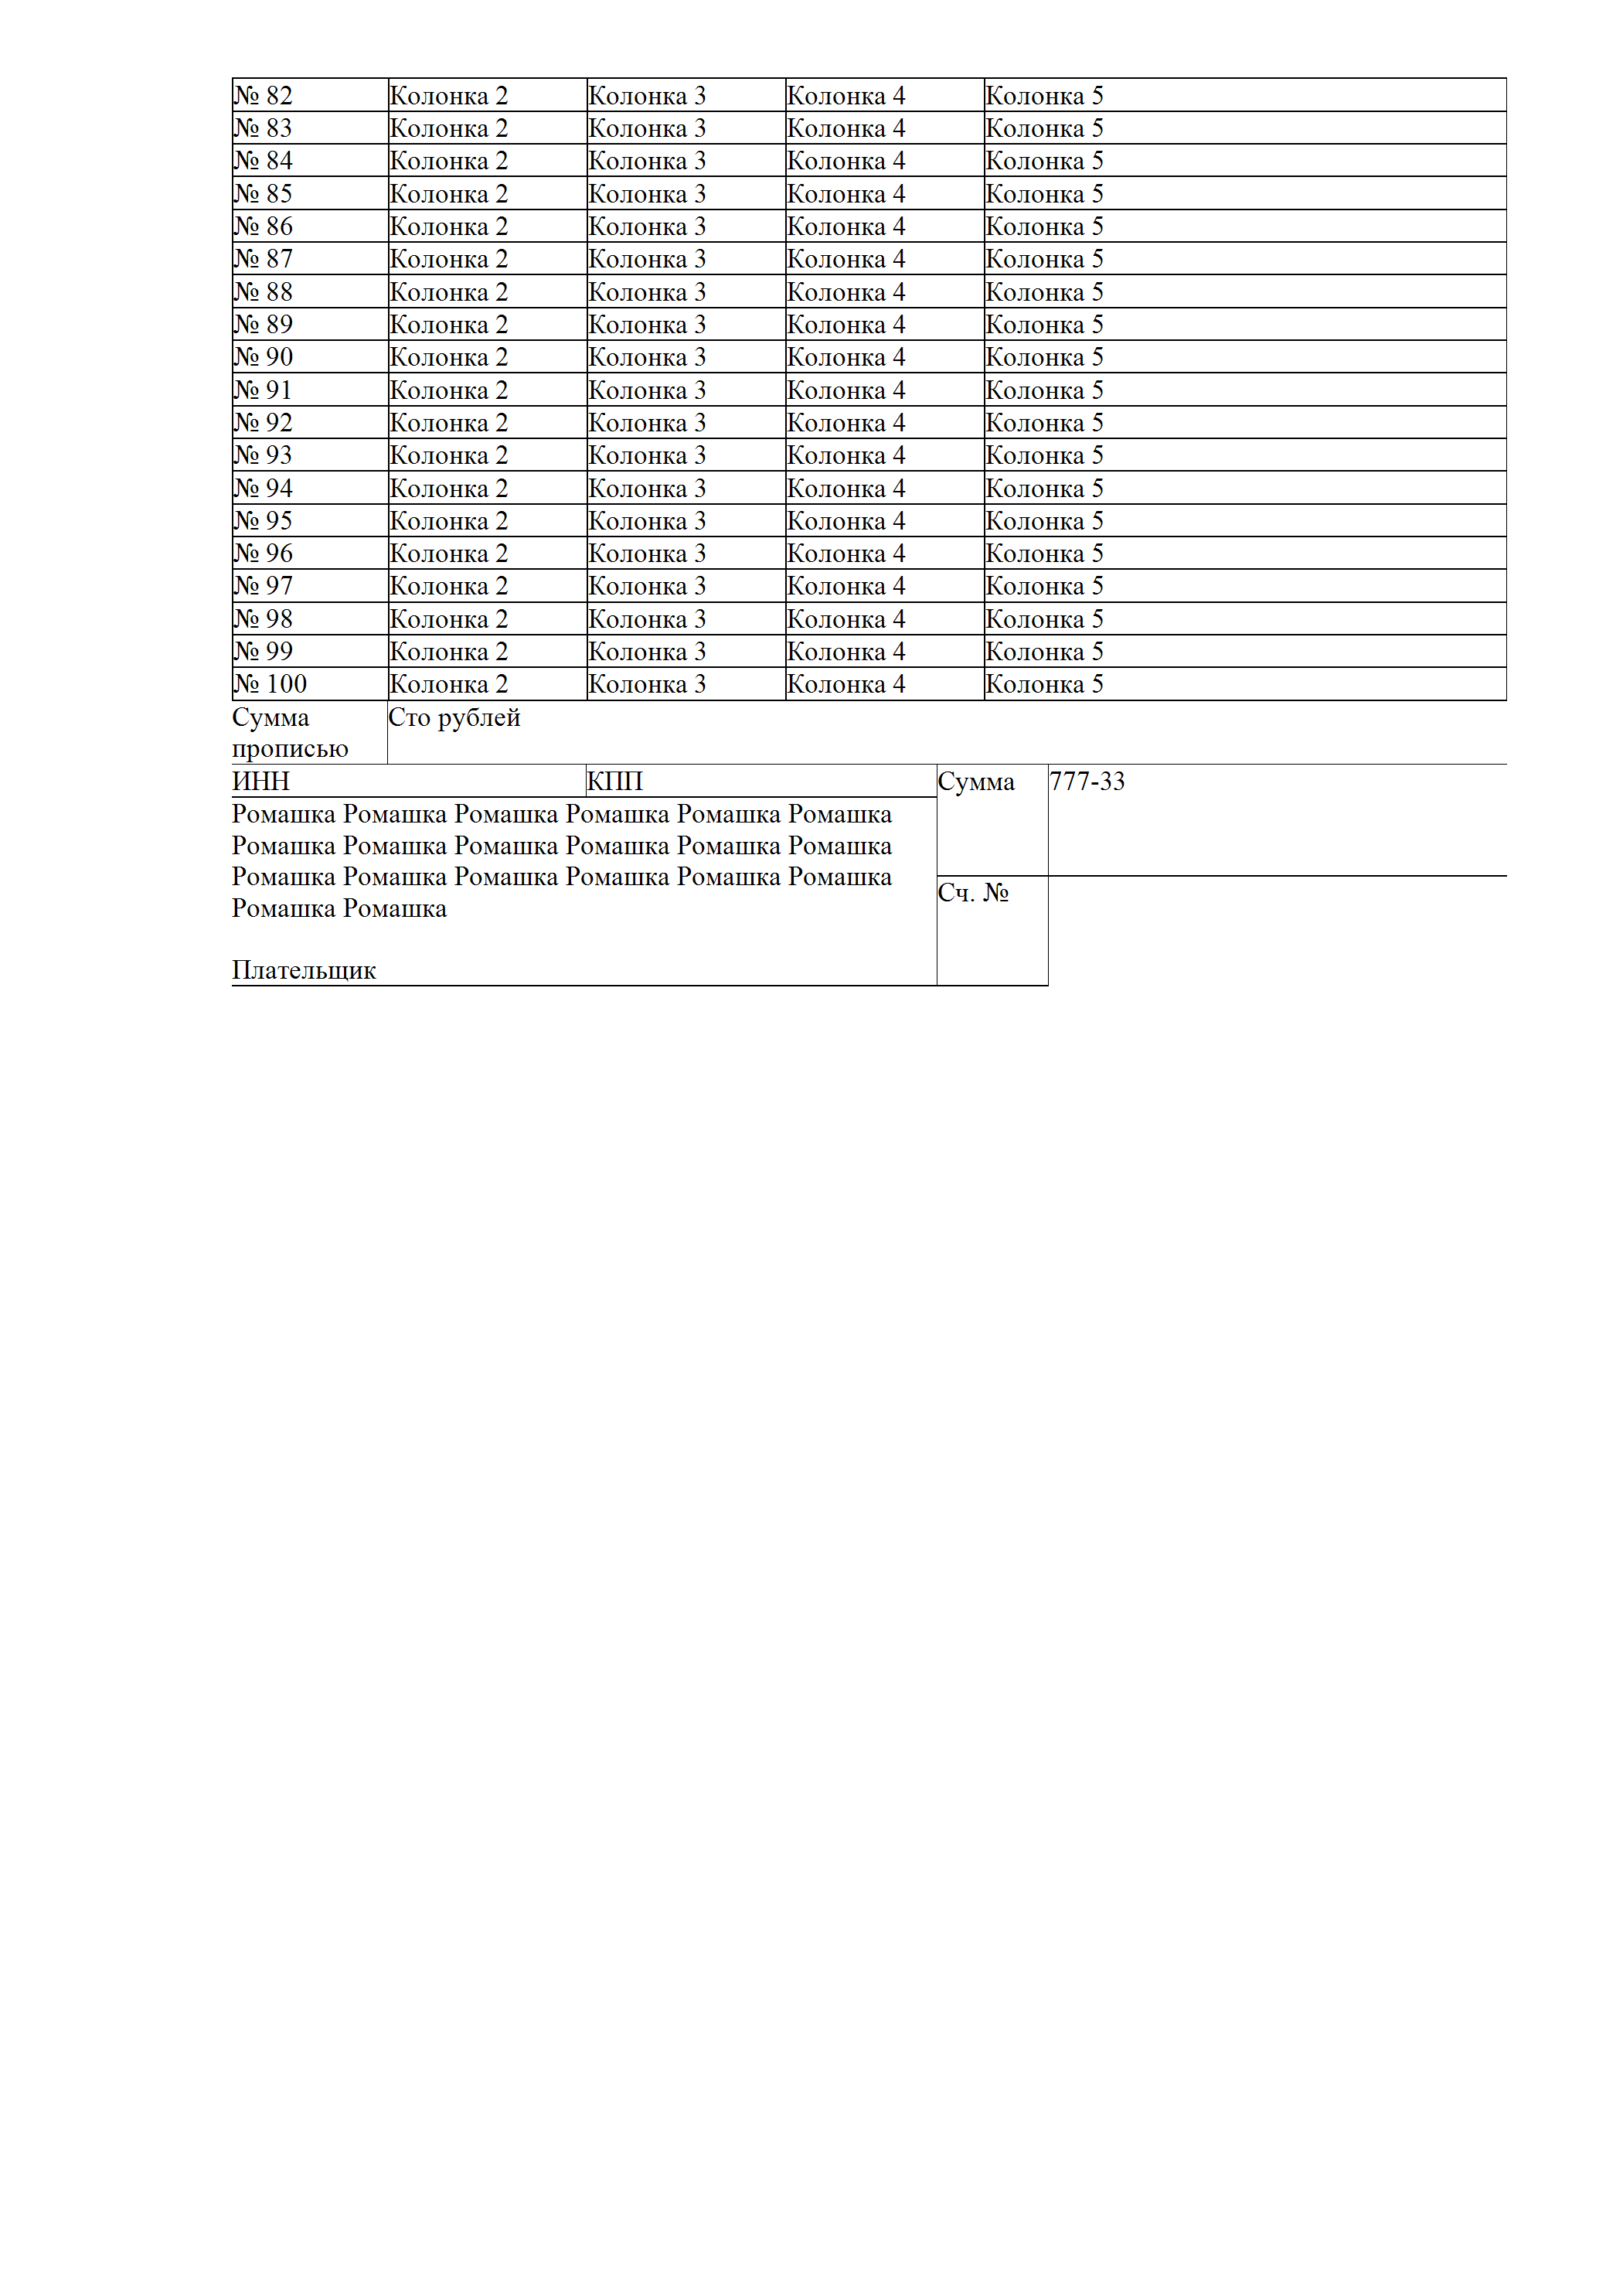 № 82 Колонка 2 Колонка 3 Колонка 4 Колонка 5
№ 83 Колонка 2 Колонка 3 Колонка 4 Колонка 5
№ 84 Колонка 2 Колонка 3 Колонка 4 Колонка 5
№ 85 Колонка 2 Колонка 3 Колонка 4 Колонка 5
№ 86 Колонка 2 Колонка 3 Колонка 4 Колонка 5
№ 87 Колонка 2 Колонка 3 Колонка 4 Колонка 5
№ 88 Колонка 2 Колонка 3 Колонка 4 Колонка 5
№ 89 Колонка 2 Колонка 3 Колонка 4 Колонка 5
№ 90 Колонка 2 Колонка 3 Колонка 4 Колонка 5
№ 91 Колонка 2 Колонка 3 Колонка 4 Колонка 5
№ 92 Колонка 2 Колонка 3 Колонка 4 Колонка 5
№ 93 Колонка 2 Колонка 3 Колонка 4 Колонка 5
№ 94 Колонка 2 Колонка 3 Колонка 4 Колонка 5
№ 95 Колонка 2 Колонка 3 Колонка 4 Колонка 5
№ 96 Колонка 2 Колонка 3 Колонка 4 Колонка 5
№ 97 Колонка 2 Колонка 3 Колонка 4 Колонка 5
№ 98 Колонка 2 Колонка 3 Колонка 4 Колонка 5
№ 99 Колонка 2 Колонка 3 Колонка 4 Колонка 5
№ 100 Колонка 2 Колонка 3 Колонка 4 Колонка 5
Сумма Сто рублей
прописью
ИНН КПП Сумма 777-33
Ромашка Ромашка Ромашка Ромашка Ромашка Ромашка
Ромашка Ромашка Ромашка Ромашка Ромашка Ромашка
Ромашка Ромашка Ромашка Ромашка Ромашка Ромашка
Сч. №
Ромашка Ромашка
Плательщик